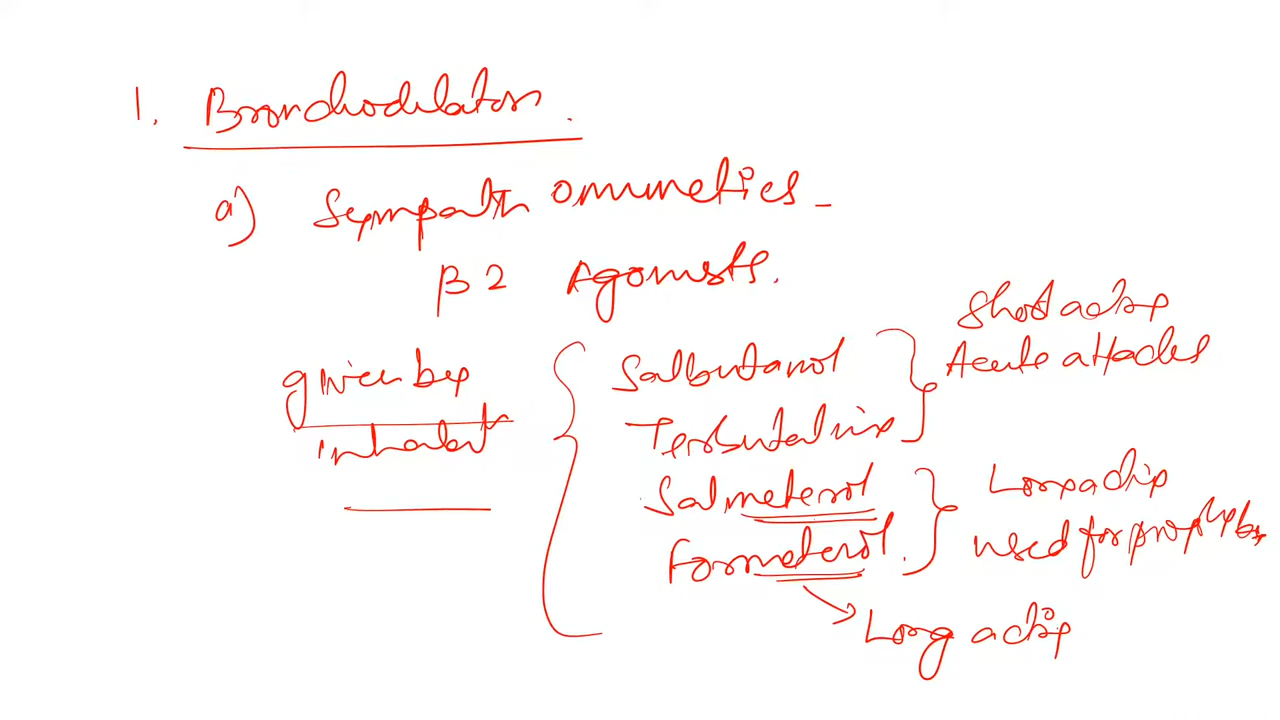 1. Bronchodilators.
a) Sympathomimetics -
β2 Agonists.
given by
inhalant
Salbutamol
Terbutaline
Salmeterol
Formeterol.
Short acting
Acute attacks
Long acting
used for prophylaxis
Long acting